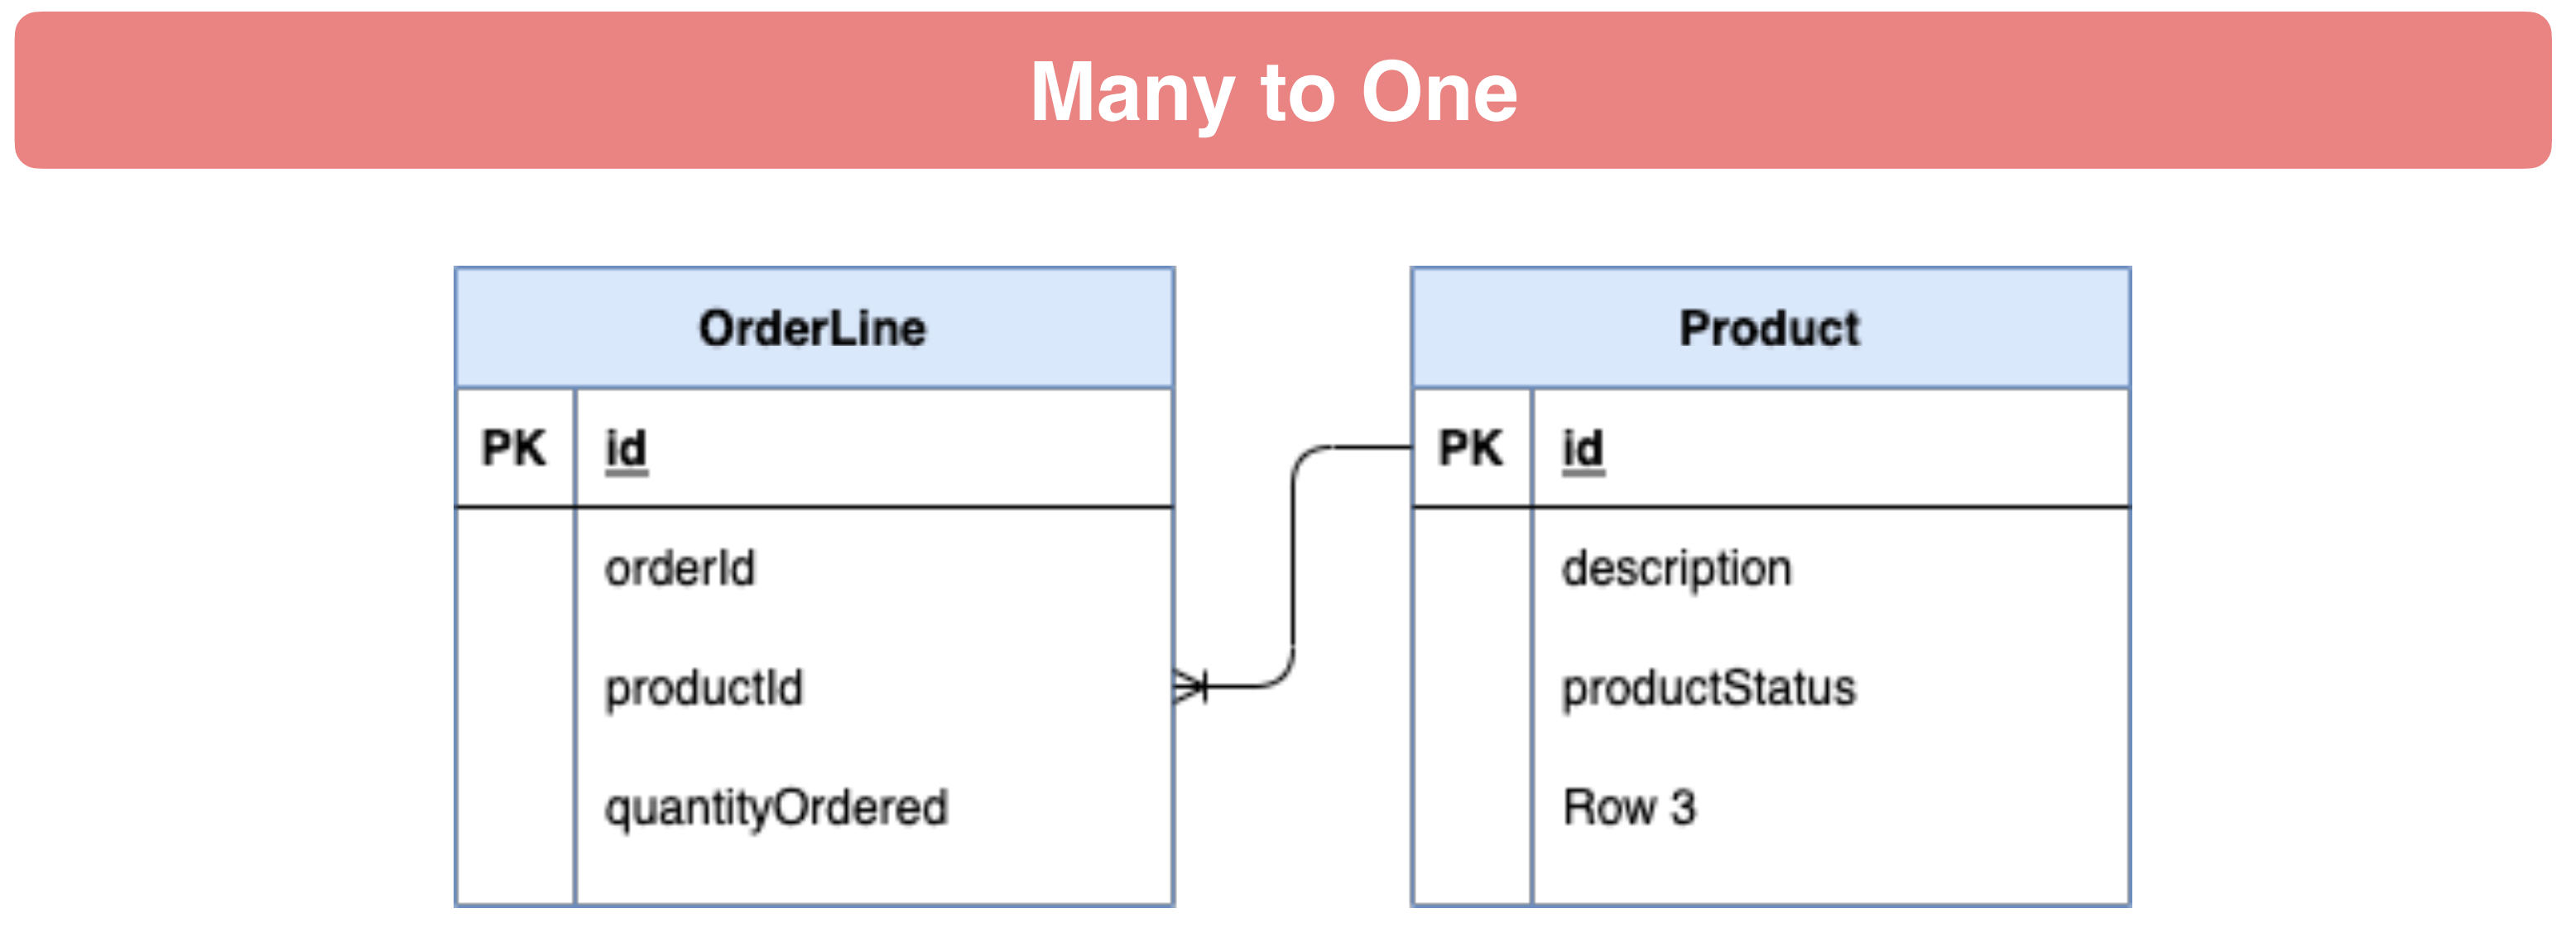 Many to One
OrderLine
PK id
orderId
productId
quantityOrdered
Product
PK id
description
productStatus
Row 3